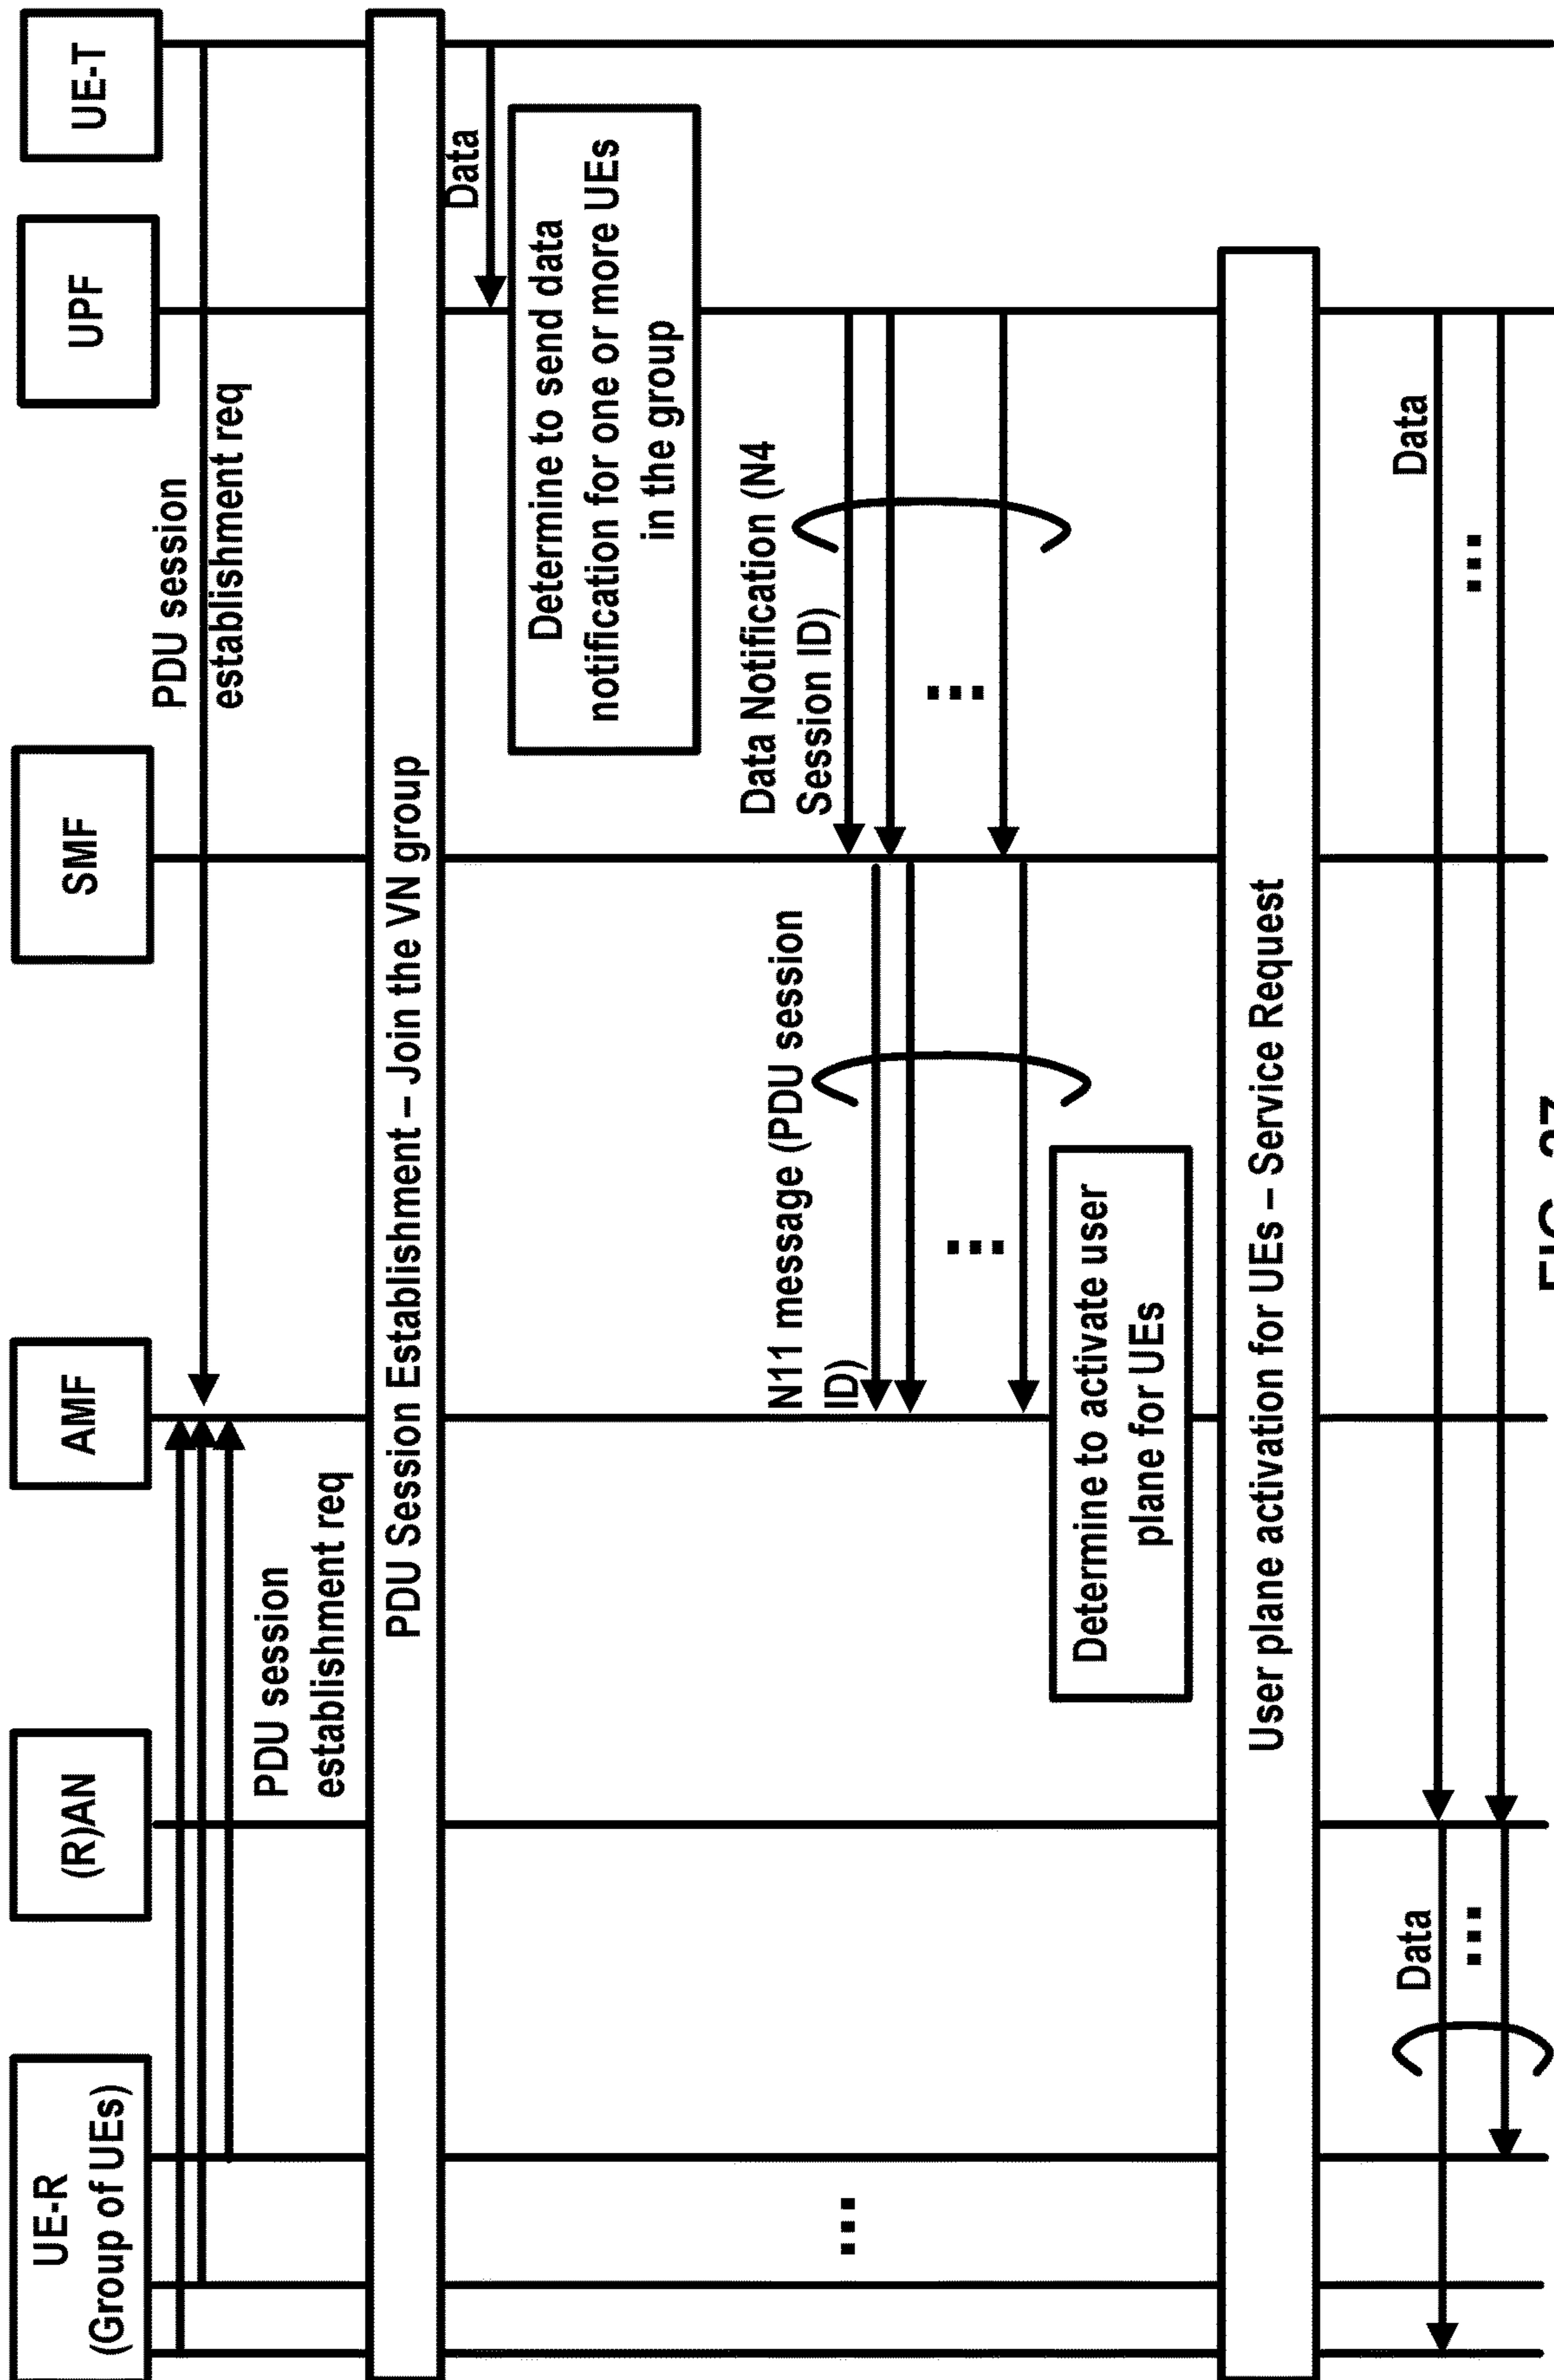 UE-R
(Group of UEs)
(R)AN
AMF
SMF
UPF
UE-T
PDU session
establishment req
PDU session
establishment req
PDU Session Establishment – Join the VN group
Data
Determine to send data
notification for one or more UEs
in the group
Data Notification (N4
Session ID)
N11 message (PDU session
ID)
Determine to activate user
plane for UEs
User plane activation for UEs – Service Request
Data
Data